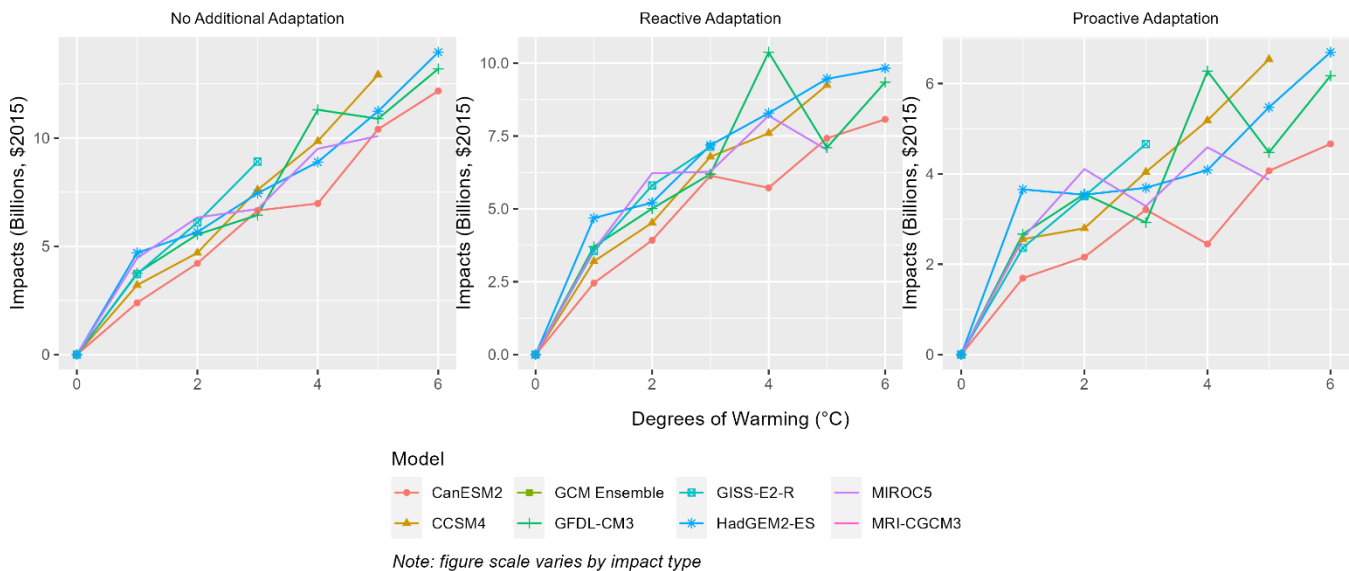 No Additional Adaptation
Reactive Adaptation
Proactive Adaptation
Impacts (Billions, $2015)
10
5
0
0 2 4 6
Impacts (Billions, $2015)
10.0
7.5
5.0
2.5
0.0
0 2 4 6
Impacts (Billions, $2015)
6
4
2
0
0 2 4 6
Degrees of Warming (°C)
Model
CanESM2 GCM Ensemble GISS-E2-R MIROC5
CCSM4 GFDL-CM3 HadGEM2-ES MRI-CGCM3
Note: figure scale varies by impact type